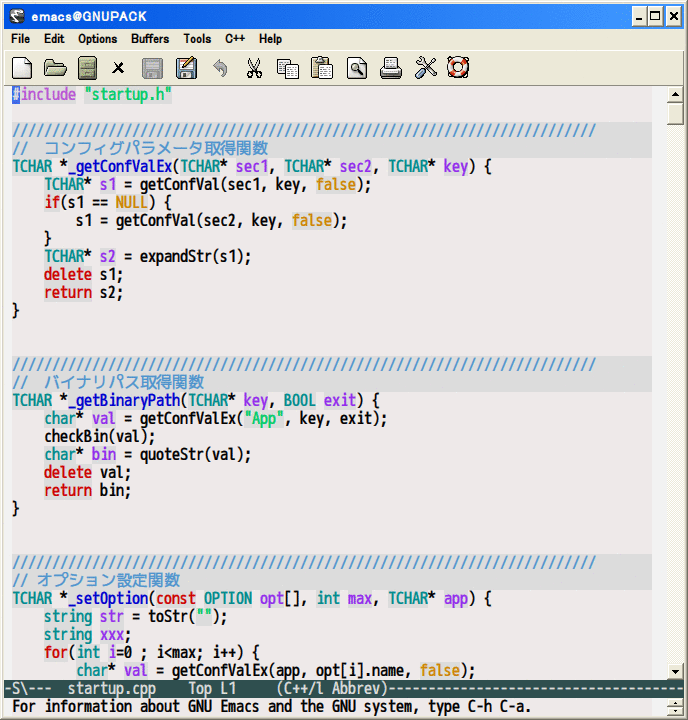 emacs@GNUPACK
File Edit Options Buffers Tools C++ Help
#include "startup.h"
/////////////////////////////////////////////////////////////////////////
//  コンフィグパラメータ取得関数
TCHAR *_getConfValEx(TCHAR* sec1, TCHAR* sec2, TCHAR* key) {
    TCHAR* s1 = getConfVal(sec1, key, false);
    if(s1 == NULL) {
        s1 = getConfVal(sec2, key, false);
    }
    TCHAR* s2 = expandStr(s1);
    delete s1;
    return s2;
}
/////////////////////////////////////////////////////////////////////////
//  バイナリパス取得関数
TCHAR *_getBinaryPath(TCHAR* key, BOOL exit) {
    char* val = getConfValEx("App", key, exit);
    checkBin(val);
    char* bin = quoteStr(val);
    delete val;
    return bin;
}
/////////////////////////////////////////////////////////////////////////
// オプション設定関数
TCHAR *_setOption(const OPTION opt[], int max, TCHAR* app) {
    string str = toStr("");
    string xxx;
    for(int i=0 ; i<max; i++) {
        char* val = getConfValEx(app, opt[i].name, false);
-S\---  startup.cpp    Top L1     (C++/l Abbrev)-------------------------------------
For information about GNU Emacs and the GNU system, type C-h C-a.